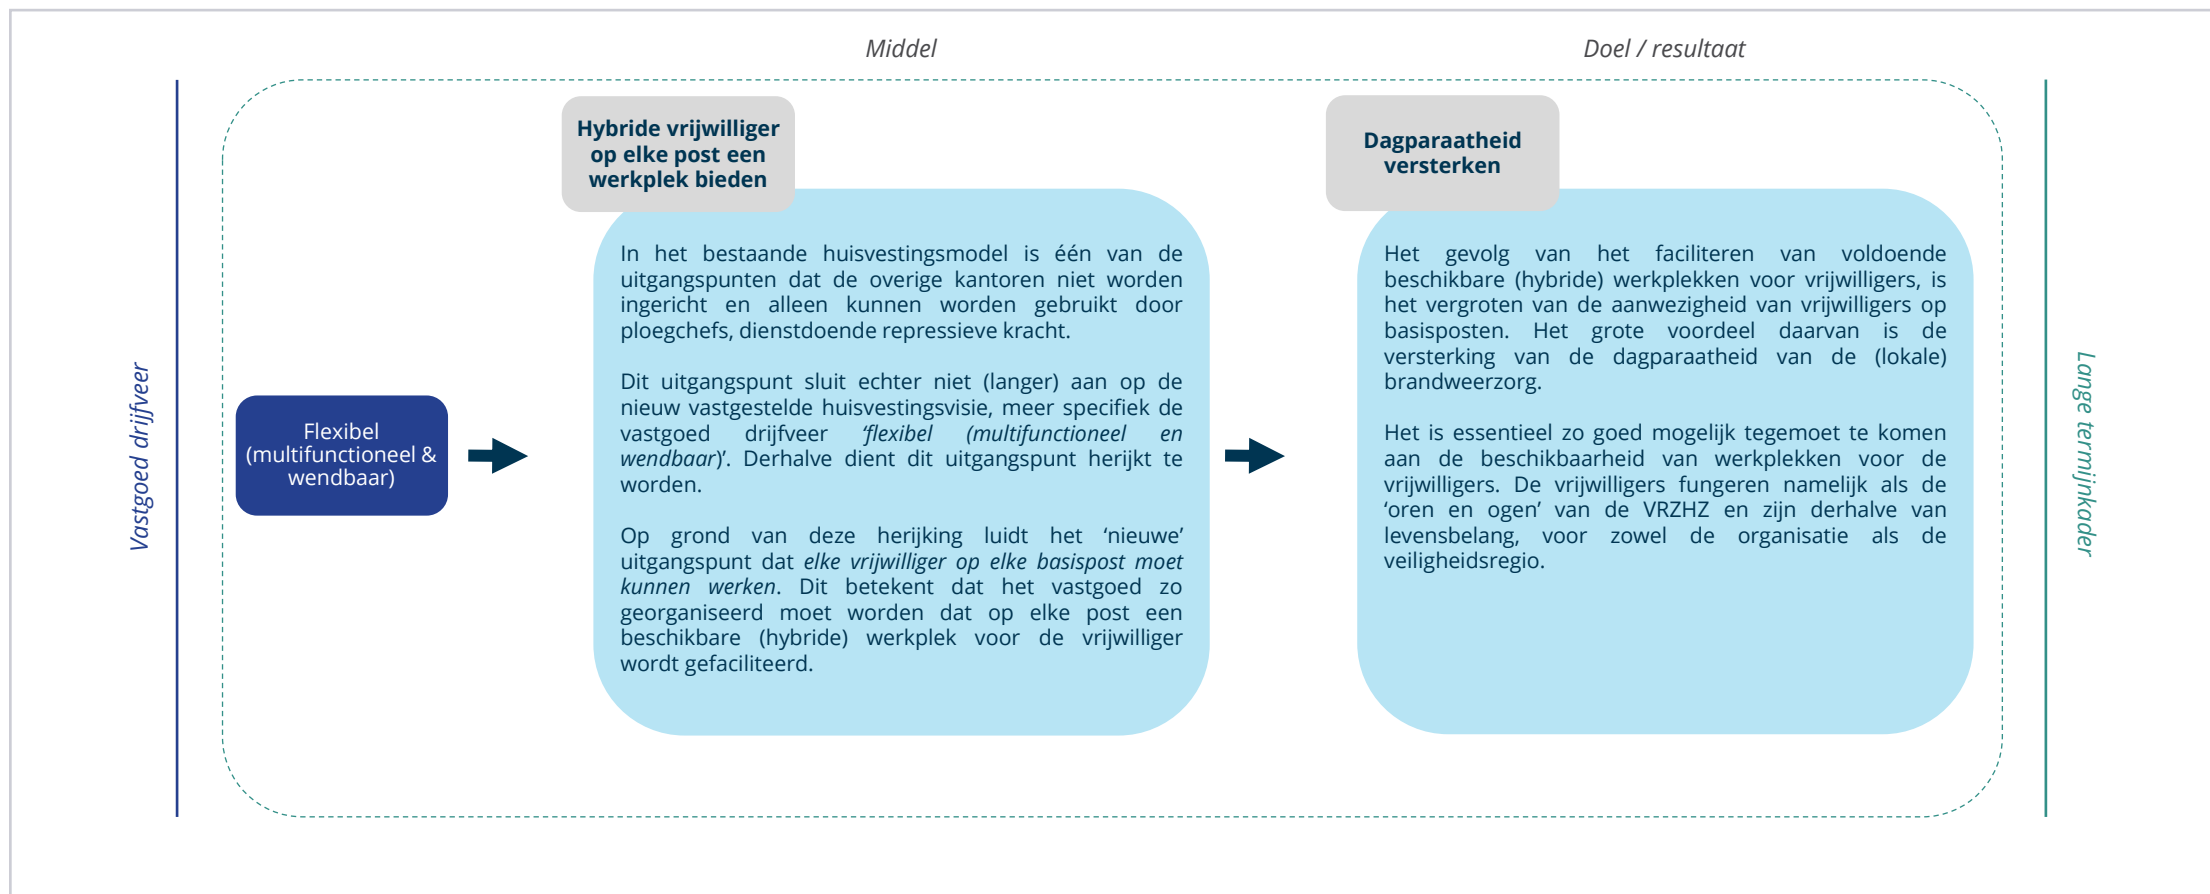 Middel
Doel / resultaat
Vastgoed drijfveer
Flexibel
(multifunctioneel &
wendbaar)
Hybride vrijwilliger
op elke post een
werkplek bieden
In het bestaande huisvestingsmodel is één van de
uitgangspunten dat de overige kantoren niet worden
ingericht en alleen kunnen worden gebruikt door
ploegchefs, dienstdoende repressieve kracht.
Dit uitgangspunt sluit echter niet (langer) aan op de
nieuw vastgestelde huisvestingsvisie, meer specifiek de
vastgoed drijfveer ‘flexibel (multifunctioneel en
wendbaar)’. Derhalve dient dit uitgangspunt herijkt te
worden.
Op grond van deze herijking luidt het ‘nieuwe’
uitgangspunt dat elke vrijwilliger op elke basispost moet
kunnen werken. Dit betekent dat het vastgoed zo
georganiseerd moet worden dat op elke post een
beschikbare (hybride) werkplek voor de vrijwilliger
wordt gefaciliteerd.
Dagparaatheid
versterken
Het gevolg van het faciliteren van voldoende
beschikbare (hybride) werkplekken voor vrijwilligers, is
het vergroten van de aanwezigheid van vrijwilligers op
basisposten. Het grote voordeel daarvan is de
versterking van de dagparaatheid van de (lokale)
brandweerzorg.
Het is essentieel zo goed mogelijk tegemoet te komen
aan de beschikbaarheid van werkplekken voor de
vrijwilligers. De vrijwilligers fungeren namelijk als de
‘oren en ogen’ van de VRZHZ en zijn derhalve van
levensbelang, voor zowel de organisatie als de
veiligheidsregio.
Lange termijnkader